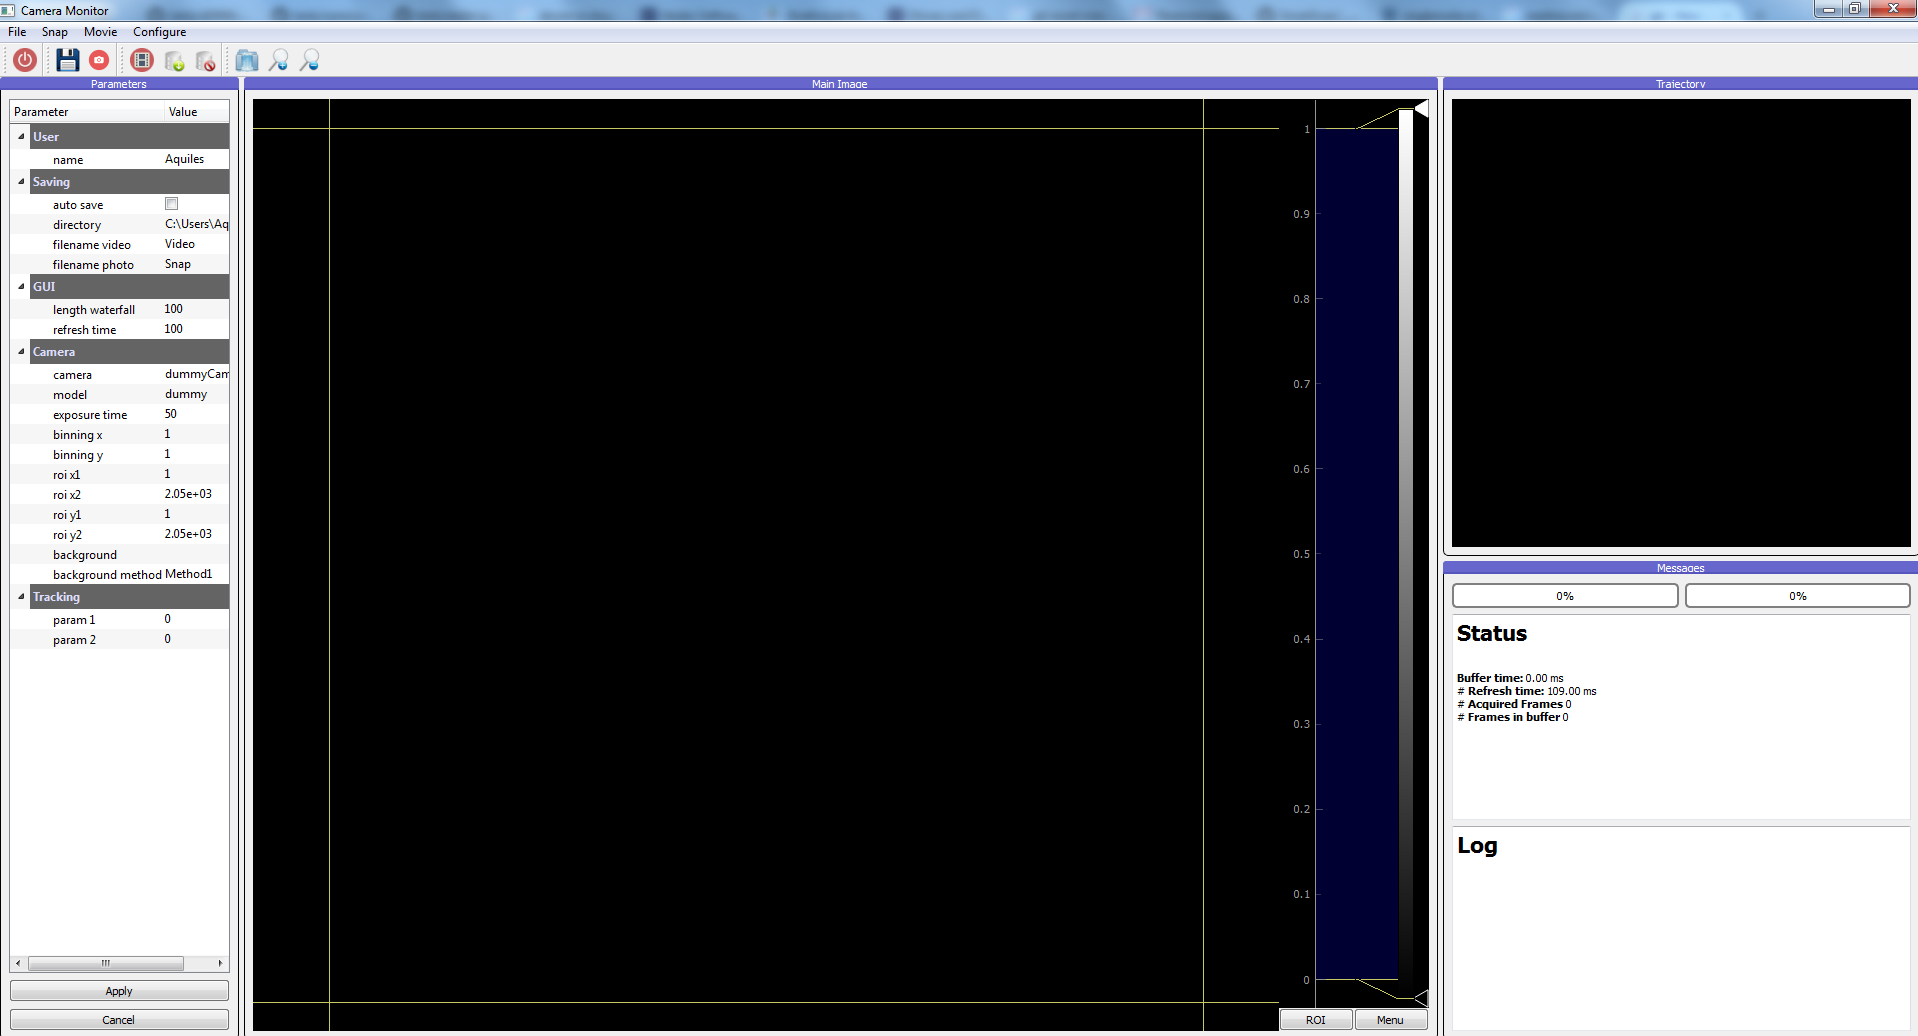 Camera Monitor
File Snap Movie Configure
Parameters
Parameter Value
User
name Aquiles
Saving
auto save
directory C:\Users\Aq
filename video Video
filename photo Snap
GUI
length waterfall 100
refresh time 100
Camera
camera dummyCam
model dummy
exposure time 50
binning x 1
binning y 1
roi x1 1
roi x2 2.05e+03
roi y1 1
roi y2 2.05e+03
background
background method Method1
Tracking
param 1 0
param 2 0
Apply
Cancel
Main Image
1
0.9
0.8
0.7
0.6
0.5
0.4
0.3
0.2
0.1
0
ROI Menu
Trajectory
Messages
0% 0%
Status
Buffer time: 0.00 ms
# Refresh time: 109.00 ms
# Acquired Frames 0
# Frames in buffer 0
Log